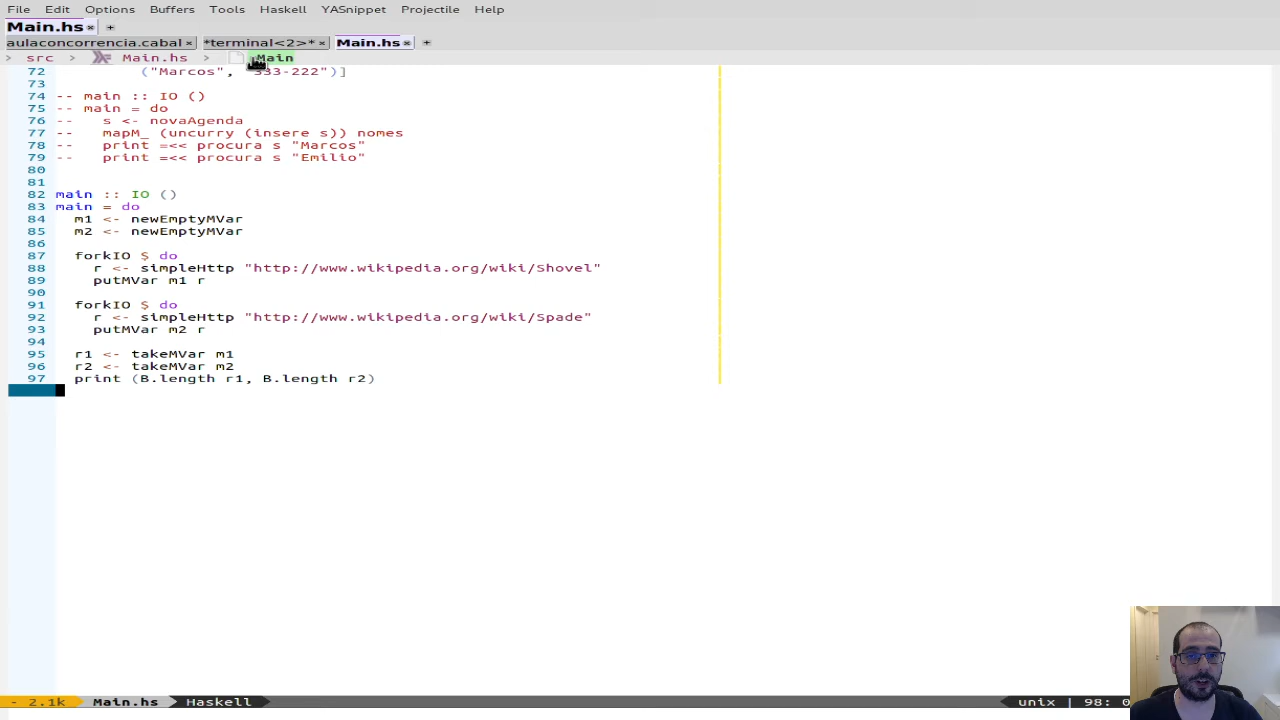 File Edit Options Buffers Tools Haskell YASnippet Projectile Help
Main.hs × +
aulaconcorrencia.cabal × *terminal<2>* × Main.hs × +
> src > Main.hs > Main
72 ("Marcos", "333-222")]
73
74 -- main :: IO ()
75 -- main = do
76 -- s <- novaAgenda
77 -- mapM_ (uncurry (insere s)) nomes
78 -- print =<< procura s "Marcos"
79 -- print =<< procura s "Emilio"
80
81
82 main :: IO ()
83 main = do
84 m1 <- newEmptyMVar
85 m2 <- newEmptyMVar
86
87 forkIO $ do
88 r <- simpleHttp "http://www.wikipedia.org/wiki/Shovel"
89 putMVar m1 r
90
91 forkIO $ do
92 r <- simpleHttp "http://www.wikipedia.org/wiki/Spade"
93 putMVar m2 r
94
95 r1 <- takeMVar m1
96 r2 <- takeMVar m2
97 print (B.length r1, B.length r2)
- 2.1k Main.hs Haskell unix | 98: 0